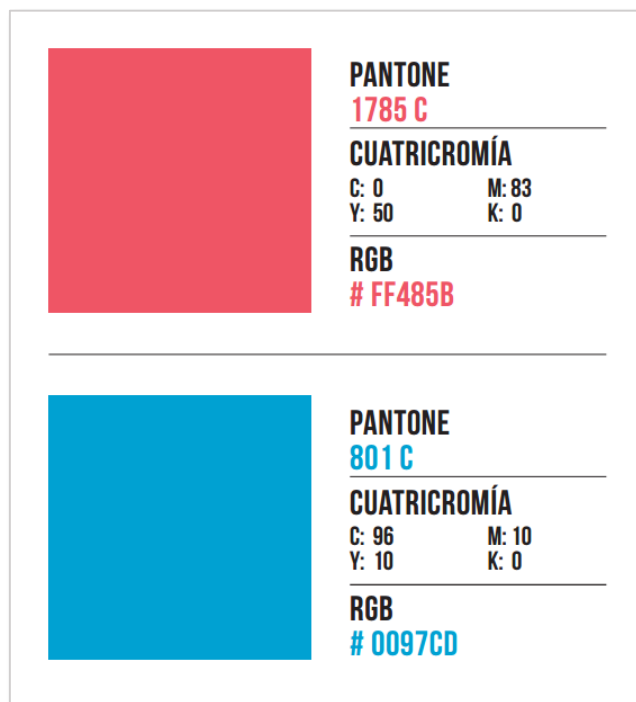 PANTONE
1785 C
CUATRICROMÍA
C: 0 M: 83
Y: 50 K: 0
RGB
# FF485B
PANTONE
801 C
CUATRICROMÍA
C: 96 M: 10
Y: 10 K: 0
RGB
# 0097CD